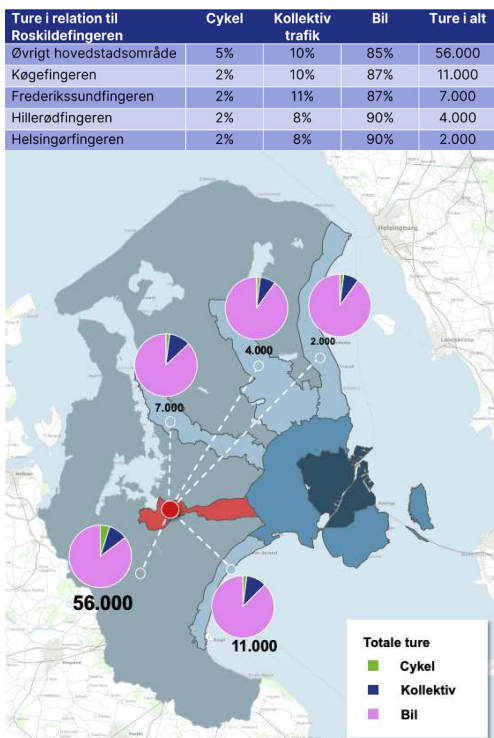 Ture i relation til Roskildefingeren Cykel Kollektiv trafik Bil Ture i alt
Øvrigt hovedstadsområde 5% 10% 85% 56.000
Køgefingeren 2% 10% 87% 11.000
Frederikssundfingeren 2% 11% 87% 7.000
Hillerødfingeren 2% 8% 90% 4.000
Helsingørfingeren 2% 8% 90% 2.000
Helsingborg
Landskrona
4.000
2.000
7.000
56.000
11.000
Totale ture
Cykel
Kollektiv
Bil